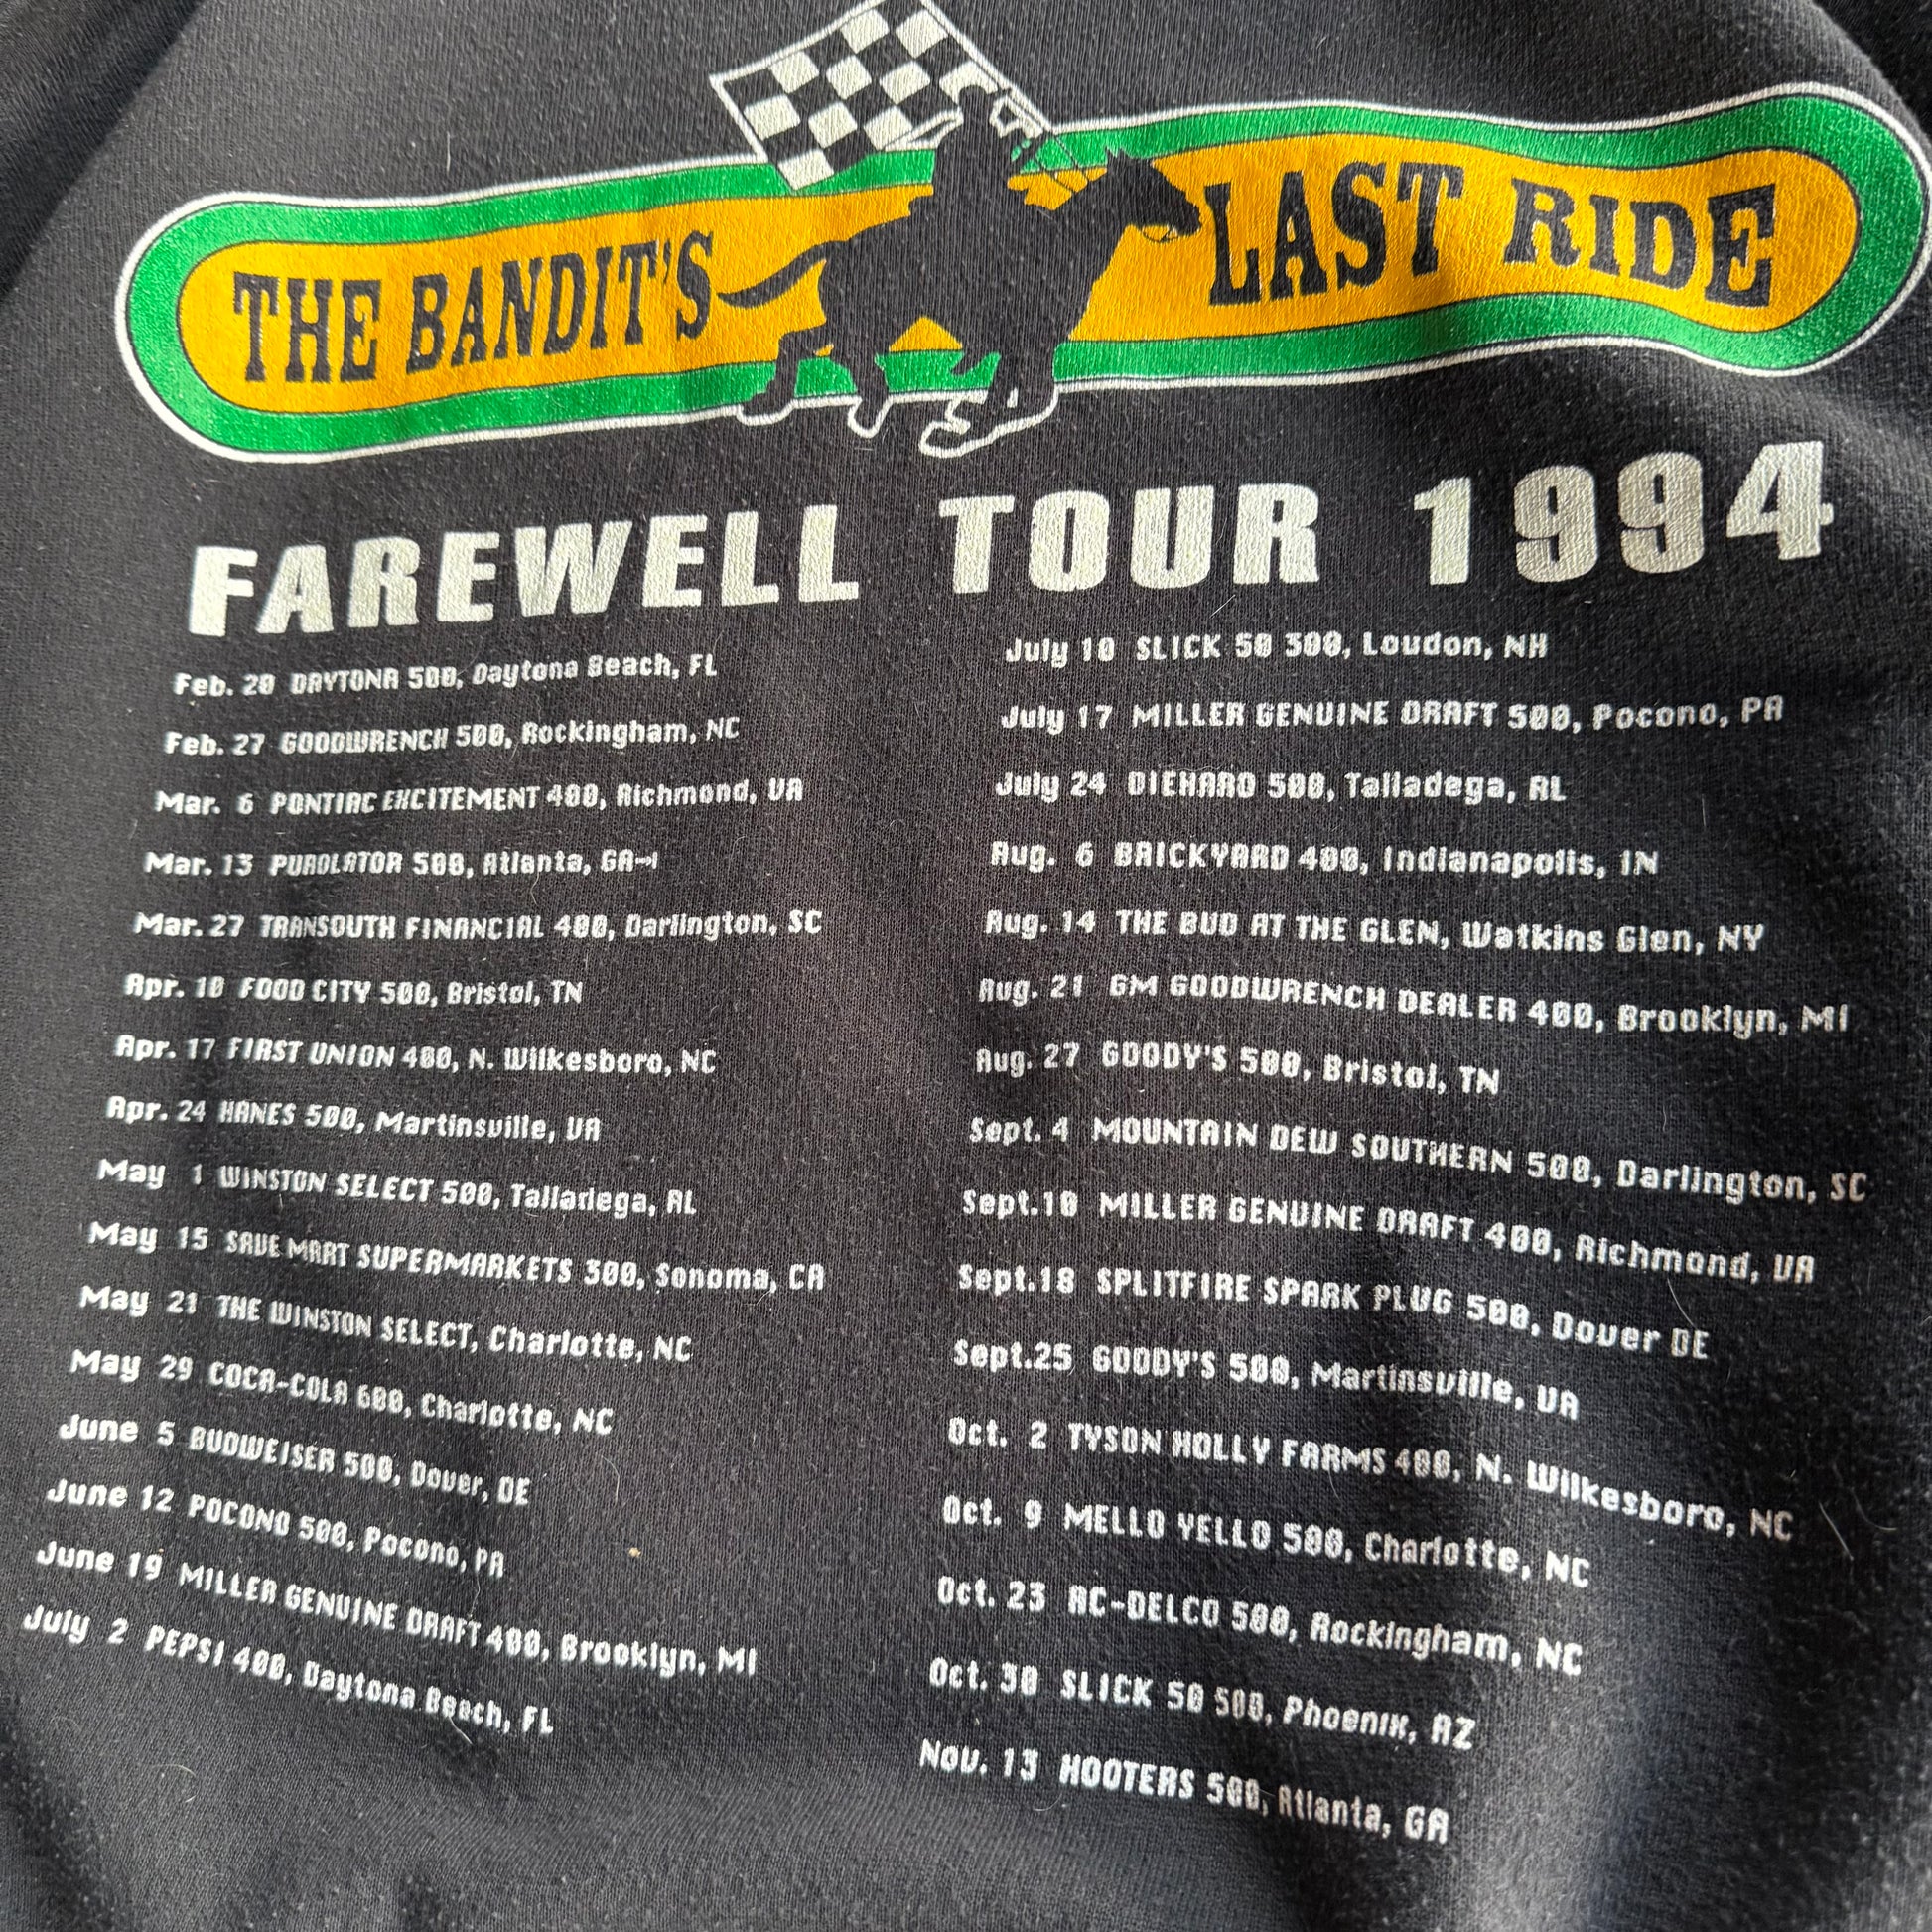 THE BANDIT'S LAST RIDE
FAREWELL TOUR 1994
Feb. 20 DAYTONA 500, Daytona Beach, FL
Feb. 27 GOODWRENCH 500, Rockingham, NC
Mar. 6 PONTIAC EXCITEMENT 400, Richmond, VA
Mar. 13 PUROLATOR 500, Atlanta, GA
Mar. 27 TRANSOUTH FINANCIAL 400, Darlington, SC
Apr. 10 FOOD CITY 500, Bristol, TN
Apr. 17 FIRST UNION 400, N. Wilkesboro, NC
Apr. 24 HANES 500, Martinsville, VA
May 1 WINSTON SELECT 500, Talladega, AL
May 15 SAVE MART SUPERMARKETS 300, Sonoma, CA
May 21 THE WINSTON SELECT, Charlotte, NC
May 29 COCA-COLA 600, Charlotte, NC
June 5 BUDWEISER 500, Dover, DE
June 12 POCONO 500, Pocono, PA
June 19 MILLER GENUINE DRAFT 400, Brooklyn, MI
July 2 PEPSI 400, Daytona Beach, FL
July 10 SLICK 50 300, Loudon, NH
July 17 MILLER GENUINE DRAFT 500, Pocono, PA
July 24 DIEHARD 500, Talladega, AL
Aug. 6 BRICKYARD 400, Indianapolis, IN
Aug. 14 THE BUD AT THE GLEN, Watkins Glen, NY
Aug. 21 GM GOODWRENCH DEALER 400, Brooklyn, MI
Aug. 27 GOODY'S 500, Bristol, TN
Sept. 4 MOUNTAIN DEW SOUTHERN 500, Darlington, SC
Sept.10 MILLER GENUINE DRAFT 400, Richmond, VA
Sept.18 SPLITFIRE SPARK PLUG 500, Dover DE
Sept.25 GOODY'S 500, Martinsville, VA
Oct. 2 TYSON HOLLY FARMS 400, N. Wilkesboro, NC
Oct. 9 MELLO YELLO 500, Charlotte, NC
Oct. 23 AC-DELCO 500, Rockingham, NC
Oct. 30 SLICK 50 500, Phoenix, AZ
Nov. 13 HOOTERS 500, Atlanta, GA